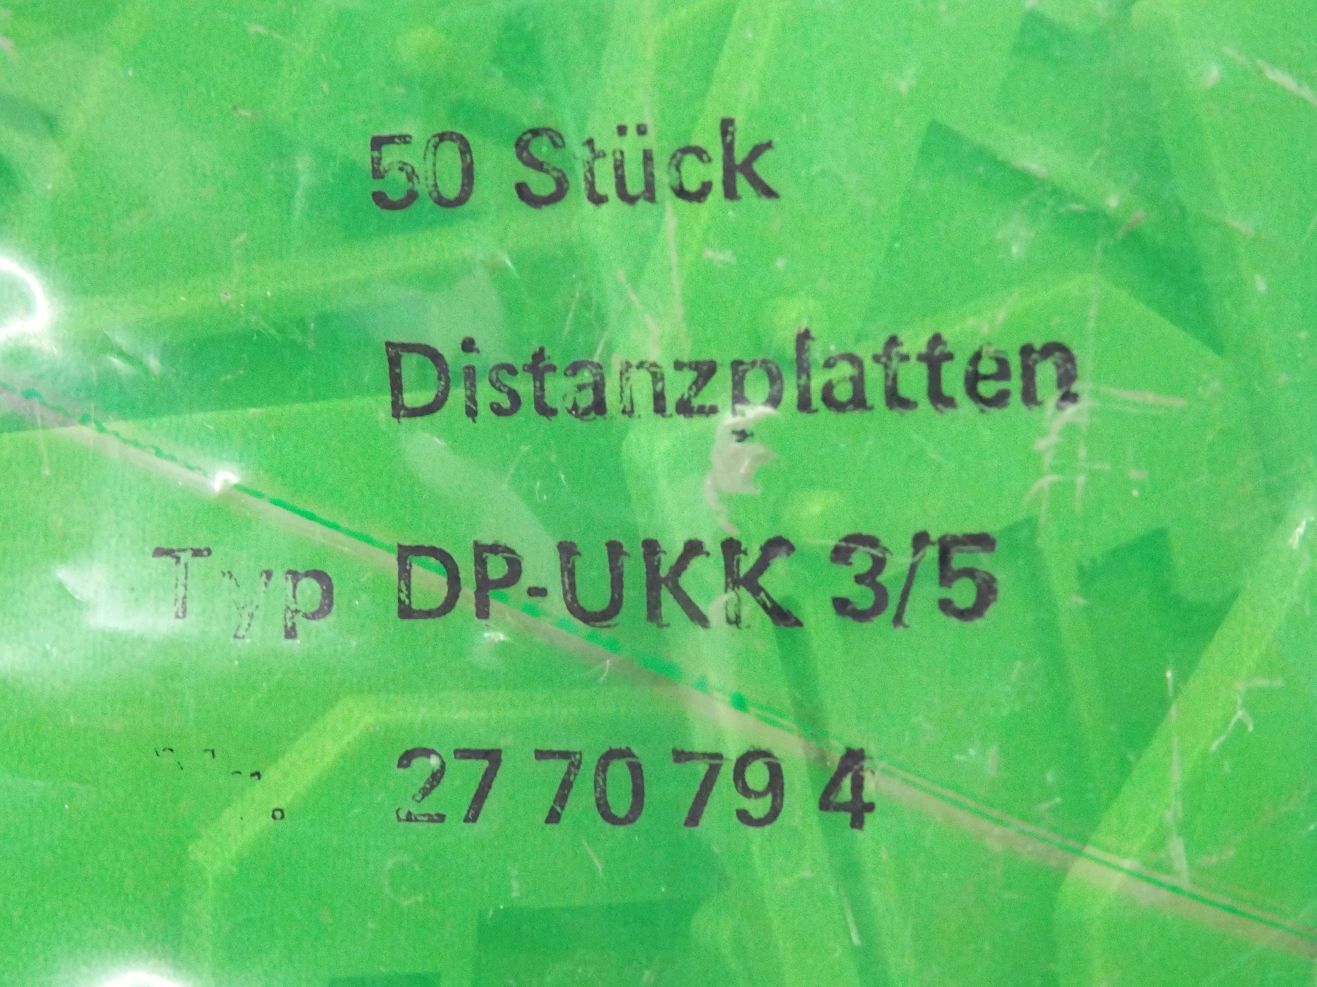 50 Stück
Distanzplatten
Typ DP-UKK 3/5
27 70 79 4